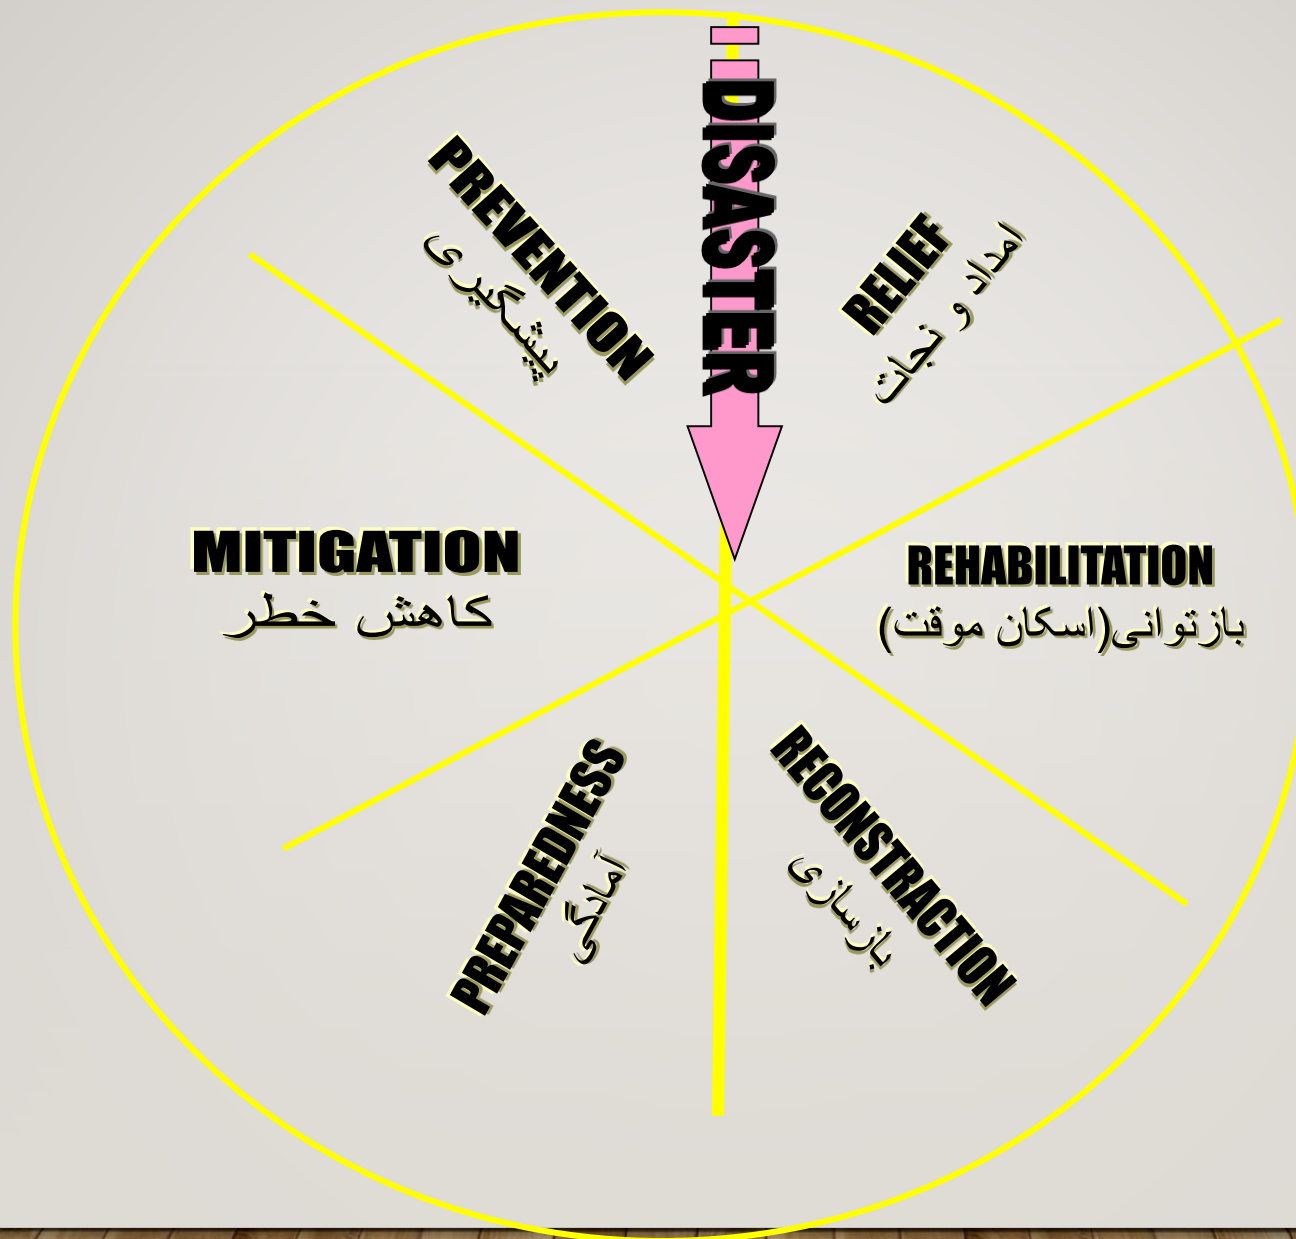 DISASTER
PREVENTION
پیشگیری
RELIEF
امداد و نجات
MITIGATION
کاهش خطر
REHABILITATION
بازتوانی(اسکان موقت)
PREPAREDNESS
آمادگی
RECONSTRACTION
بازسازی